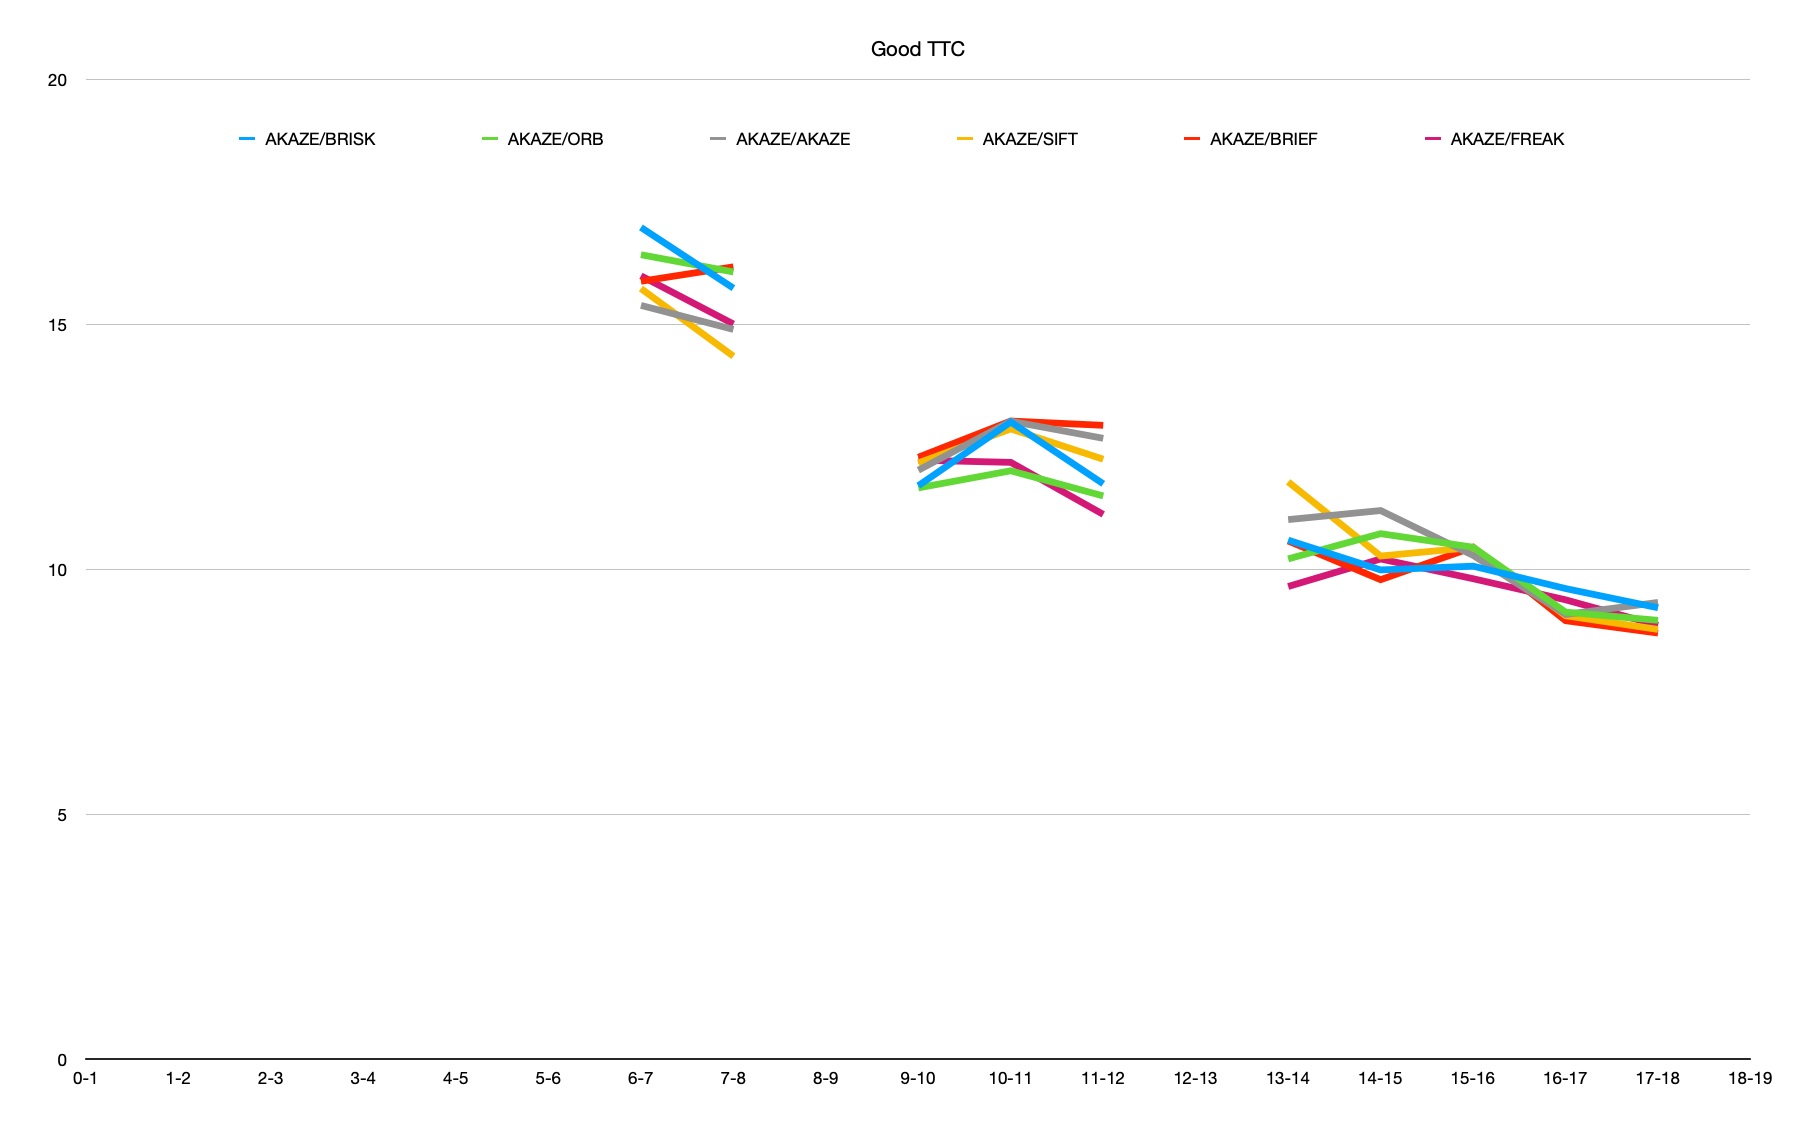 Good TTC
20
AKAZE/BRISK AKAZE/ORB AKAZE/AKAZE AKAZE/SIFT AKAZE/BRIEF AKAZE/FREAK
15
10
5
0
0-1 1-2 2-3 3-4 4-5 5-6 6-7 7-8 8-9 9-10 10-11 11-12 12-13 13-14 14-15 15-16 16-17 17-18 18-19